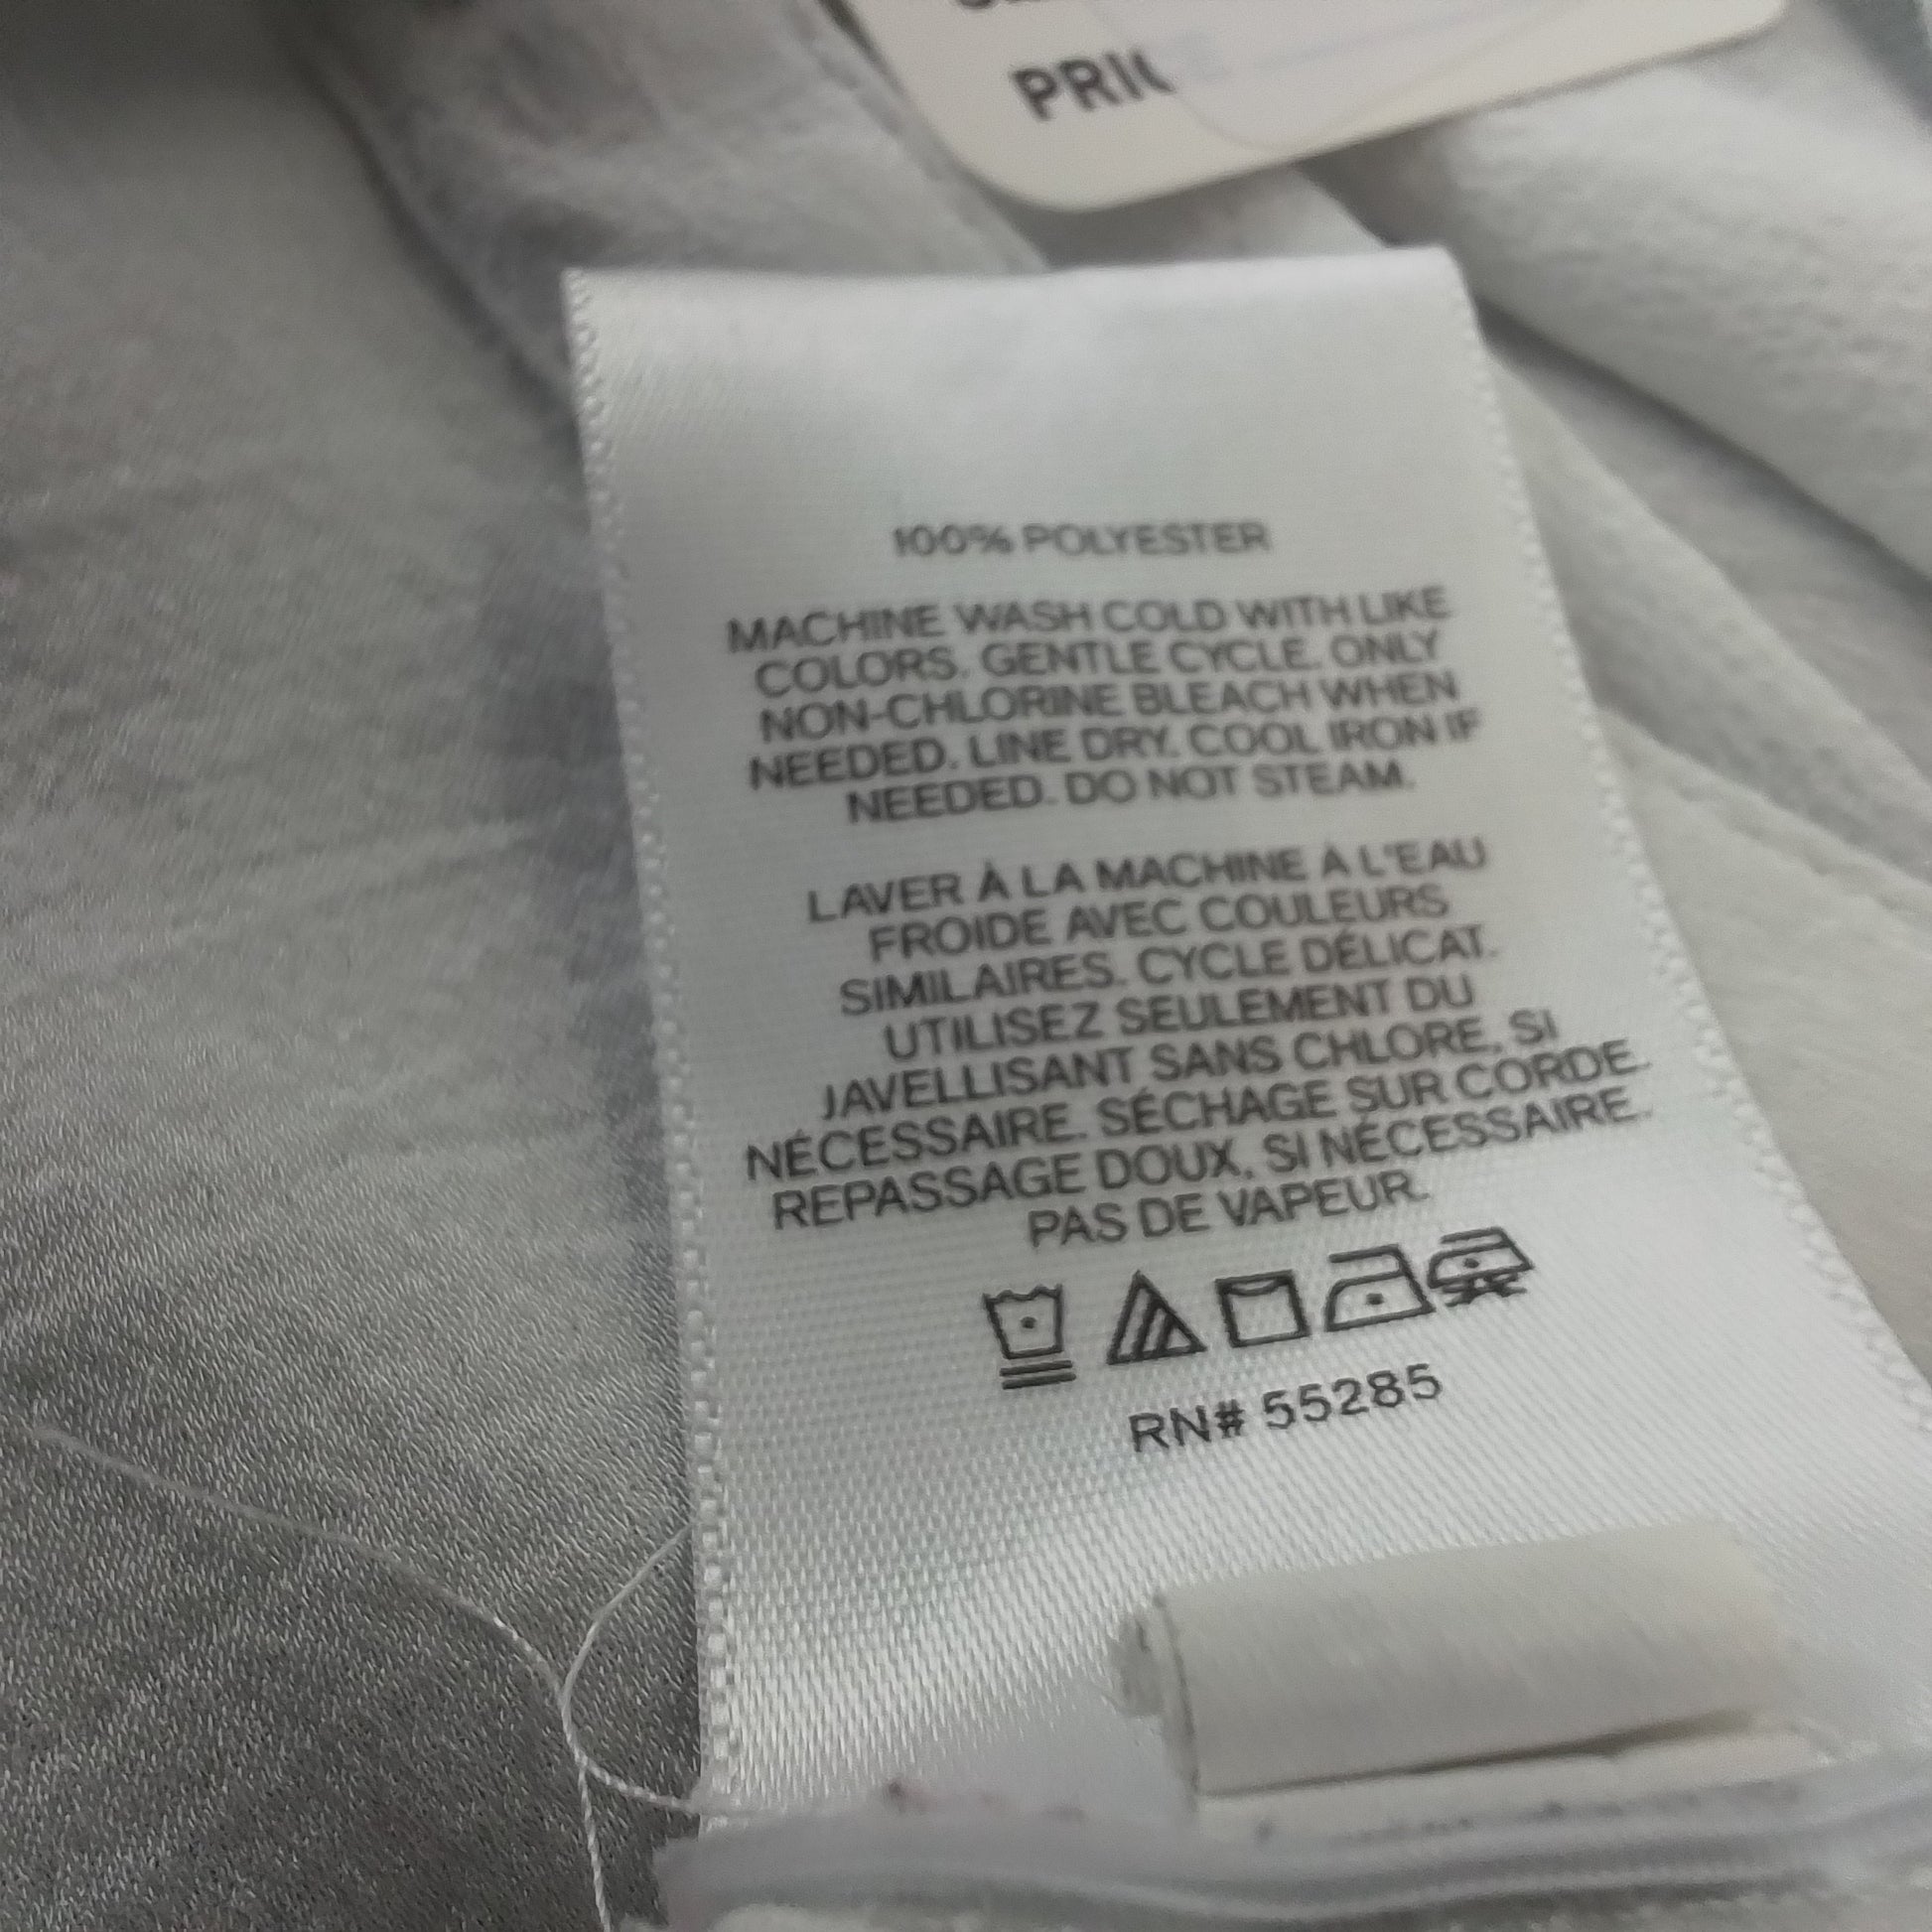 100% POLYESTER
MACHINE WASH COLD WITH LIKE
COLORS. GENTLE CYCLE. ONLY
NON-CHLORINE BLEACH WHEN
NEEDED. LINE DRY. COOL IRON IF
NEEDED. DO NOT STEAM.
LAVER À LA MACHINE À L'EAU
FROIDE AVEC COULEURS
SIMILAIRES. CYCLE DÉLICAT.
UTILISEZ SEULEMENT DU
JAVELLISANT SANS CHLORE, SI
NÉCESSAIRE. SÉCHAGE SUR CORDE.
REPASSAGE DOUX, SI NÉCESSAIRE.
PAS DE VAPEUR.
RN# 55285